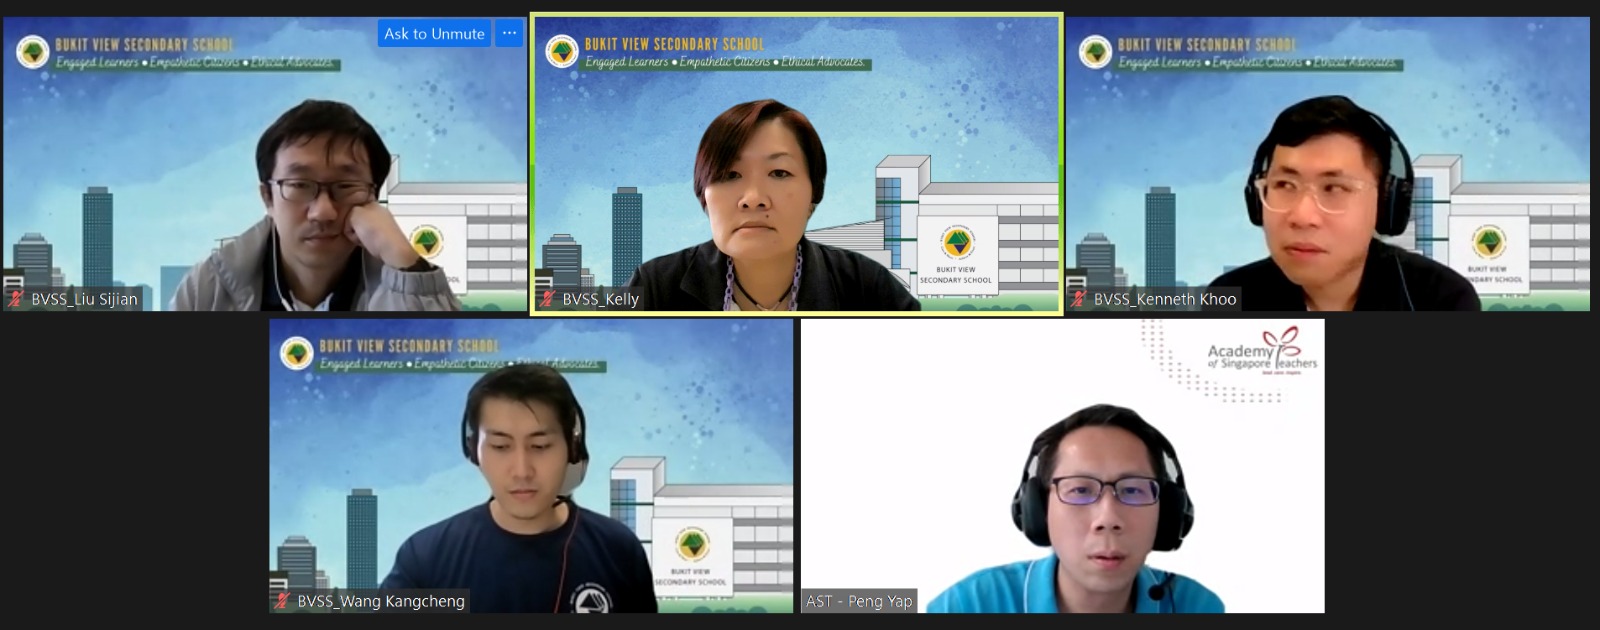 BUKIT VIEW SECONDARY SCHOOL
Engaged Learners • Empathetic Citizens • Ethical Advocates.
Ask to Unmute
...
BVSS_Liu Sijian
BUKIT VIEW SECONDARY SCHOOL
Engaged Learners • Empathetic Citizens • Ethical Advocates.
BUKIT VIEW
SECONDARY SCHOOL
BVSS_Kelly
BUKIT VIEW SECONDARY SCHOOL
Engaged Learners • Empathetic Citizens • Ethical Advocates.
BUKIT VIEW
SECONDARY SCHOOL
BVSS_Kenneth Khoo
BUKIT VIEW SECONDARY SCHOOL
Engaged Learners • Empathetic Citizens • Ethical Advocates.
BUKIT VIEW
SECONDARY SCHOOL
BVSS_Wang Kangcheng
Academy
of Singapore Teachers
AST - Peng Yap